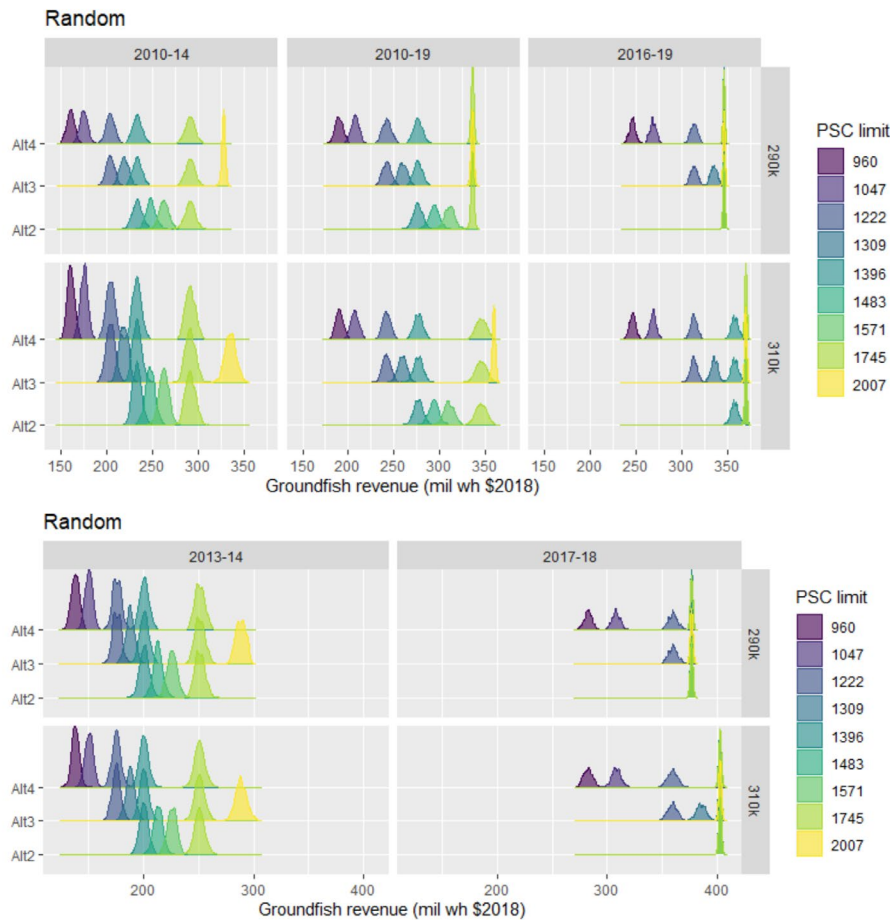 Random
2010-14 2010-19 2016-19
Alt4
Alt3
Alt2
290k
Alt4
Alt3
Alt2
310k
150 200 250 300 350 150 200 250 300 350 150 200 250 300 350
Groundfish revenue (mil wh $2018)
PSC limit
960
1047
1222
1309
1396
1483
1571
1745
2007
Random
2013-14 2017-18
Alt4
Alt3
Alt2
290k
Alt4
Alt3
Alt2
310k
200 300 400 200 300 400
Groundfish revenue (mil wh $2018)
PSC limit
960
1047
1222
1309
1396
1483
1571
1745
2007